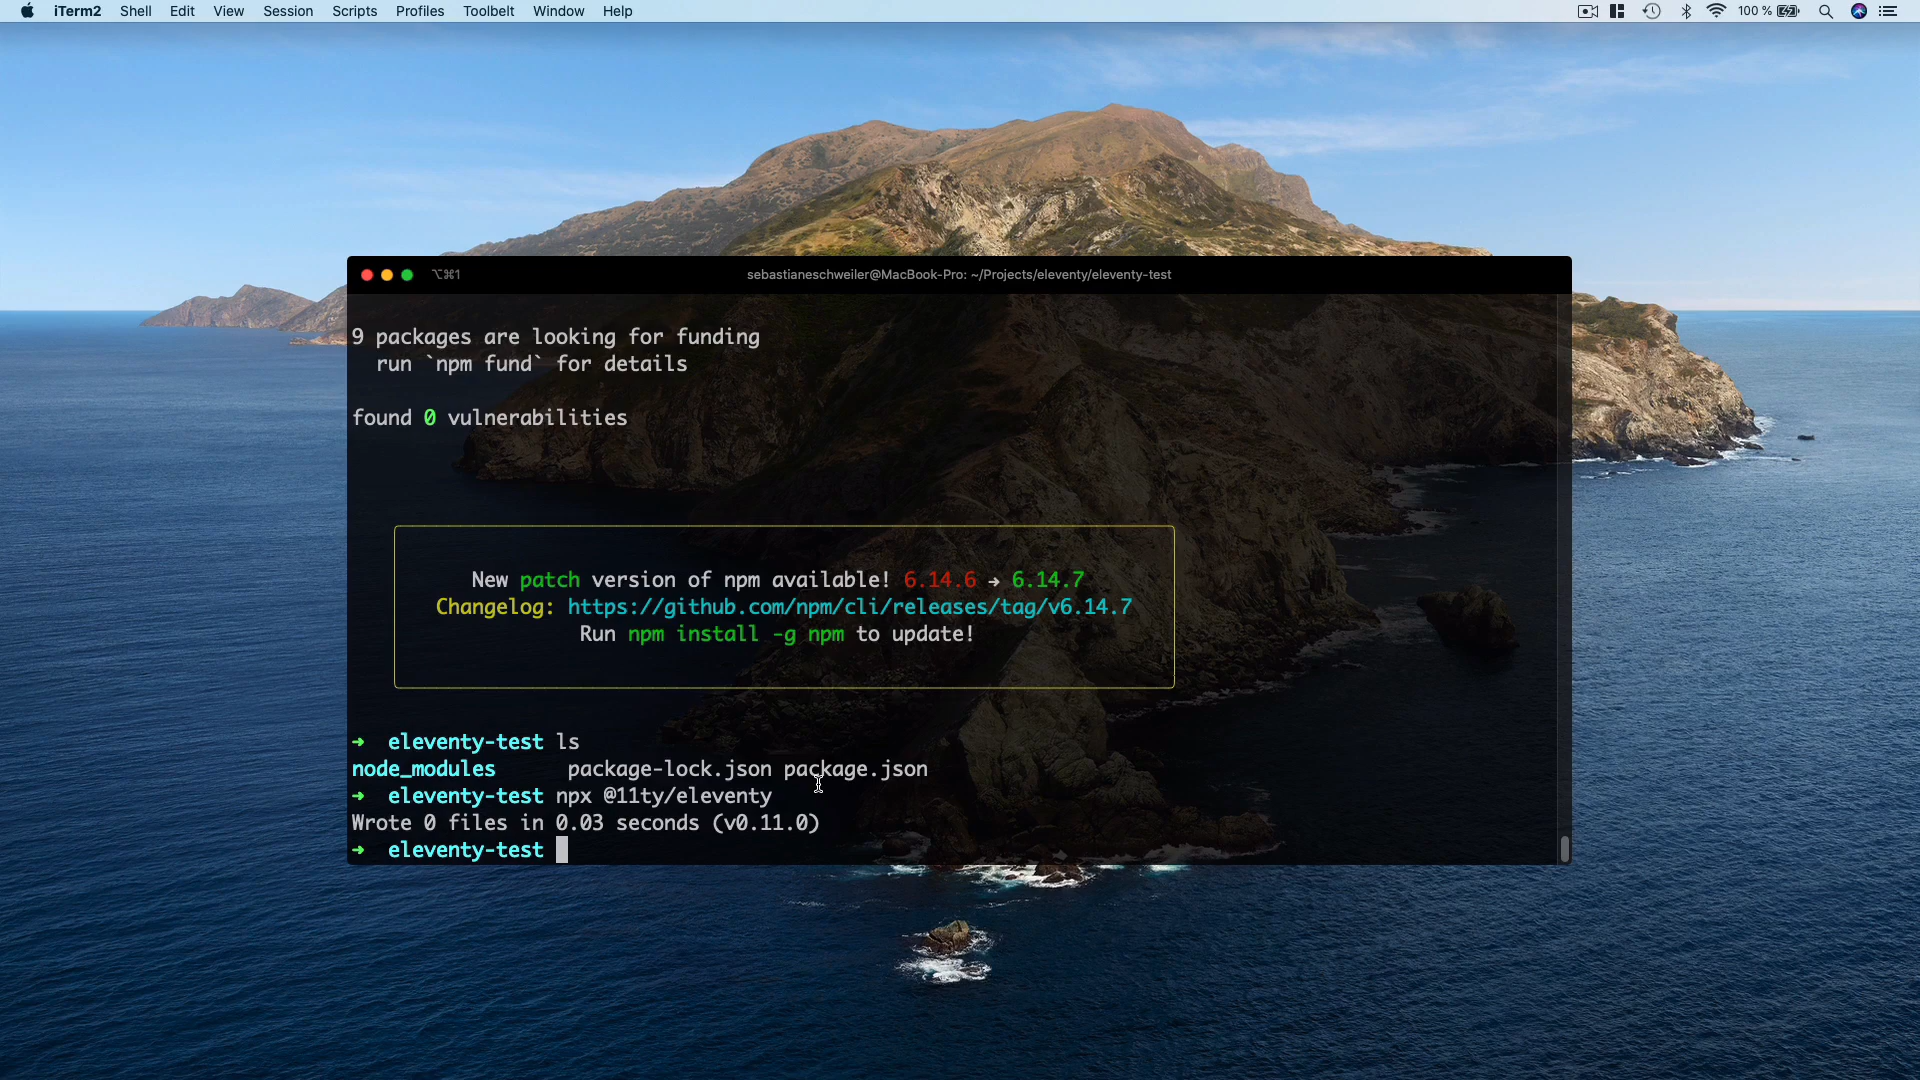 iTerm2 Shell Edit View Session Scripts Profiles Toolbelt Window Help 100 %
⌥⌘1 sebastianeschweiler@MacBook-Pro: ~/Projects/eleventy/eleventy-test
9 packages are looking for funding
run `npm fund` for details
found 0 vulnerabilities
New patch version of npm available! 6.14.6 → 6.14.7
Changelog: https://github.com/npm/cli/releases/tag/v6.14.7
Run npm install -g npm to update!
➜ eleventy-test ls
node_modules package-lock.json package.json
➜ eleventy-test npx @11ty/eleventy
Wrote 0 files in 0.03 seconds (v0.11.0)
➜ eleventy-test